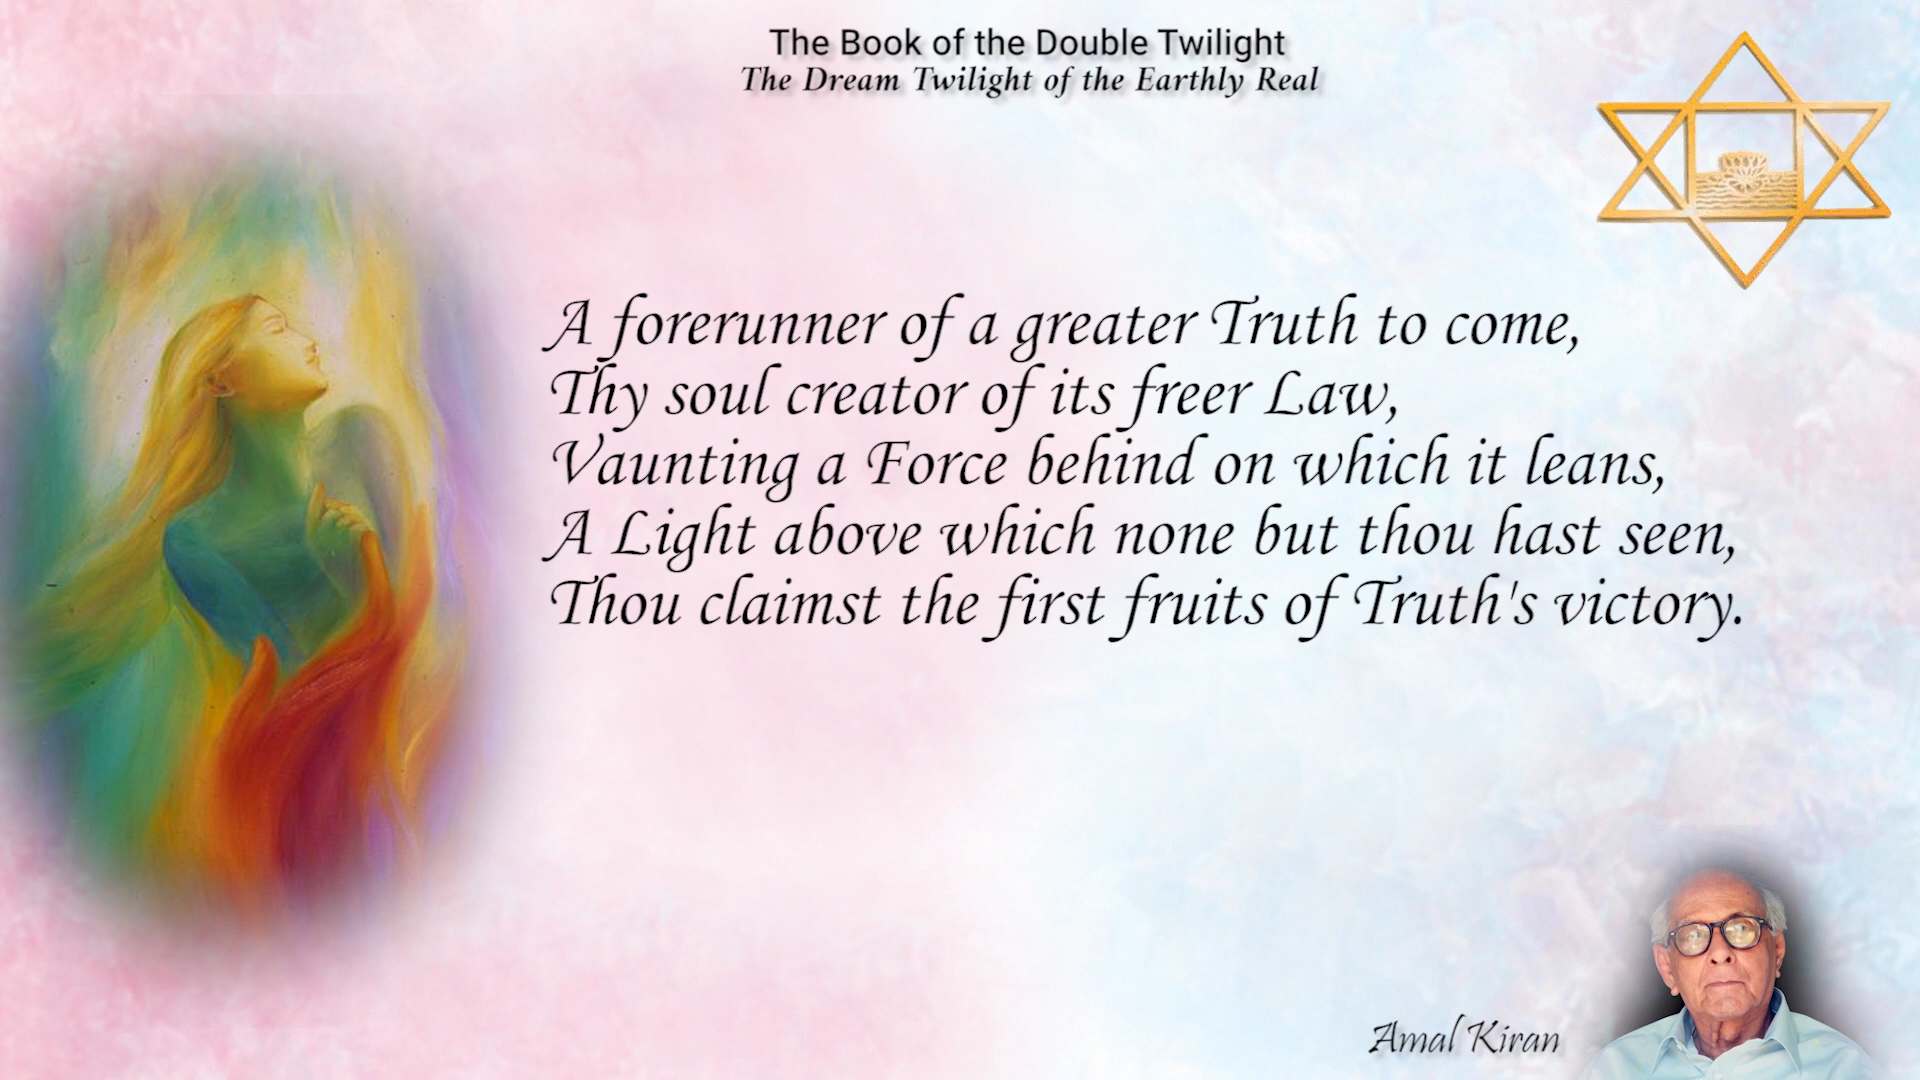 The Book of the Double Twilight
The Dream Twilight of the Earthly Real
A forerunner of a greater Truth to come,
Thy soul creator of its freer Law,
Vaunting a Force behind on which it leans,
A Light above which none but thou hast seen,
Thou claimst the first fruits of Truth's victory.
Amal Kiran